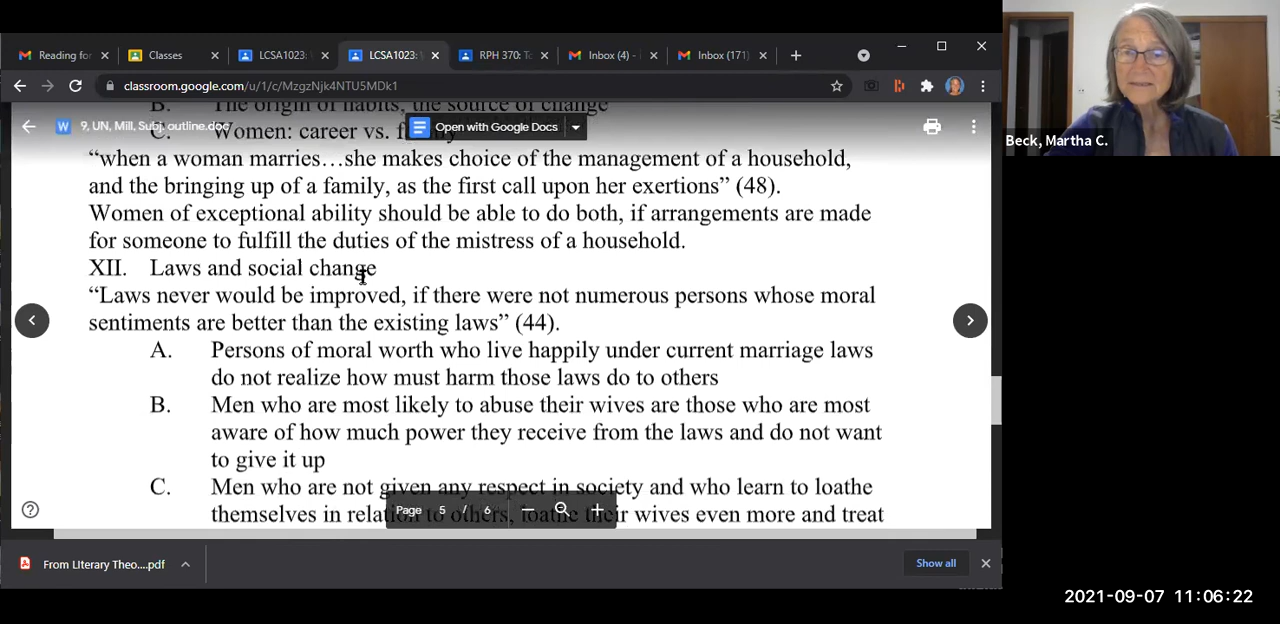 Reading for
Classes
LCSA1023:
LCSA1023:
RPH 370: To
Inbox (4) -
Inbox (171)
classroom.google.com/u/1/c/MzgzNjk4NTU5MDk1
B. The origin of habits, the source of change
9, UN, Mill, Subj, outline.doc
Open with Google Docs
C. Women: career vs. family
“when a woman marries…she makes choice of the management of a household,
and the bringing up of a family, as the first call upon her exertions” (48).
Women of exceptional ability should be able to do both, if arrangements are made
for someone to fulfill the duties of the mistress of a household.
XII. Laws and social change
“Laws never would be improved, if there were not numerous persons whose moral
sentiments are better than the existing laws” (44).
A. Persons of moral worth who live happily under current marriage laws
do not realize how must harm those laws do to others
B. Men who are most likely to abuse their wives are those who are most
aware of how much power they receive from the laws and do not want
to give it up
C. Men who are not given any respect in society and who learn to loathe
themselves in relation to others, loathe their wives even more and treat
Page 5 / 6
From LIterary Theo....pdf
Show all
Beck, Martha C.
2021-09-07 11:06:22